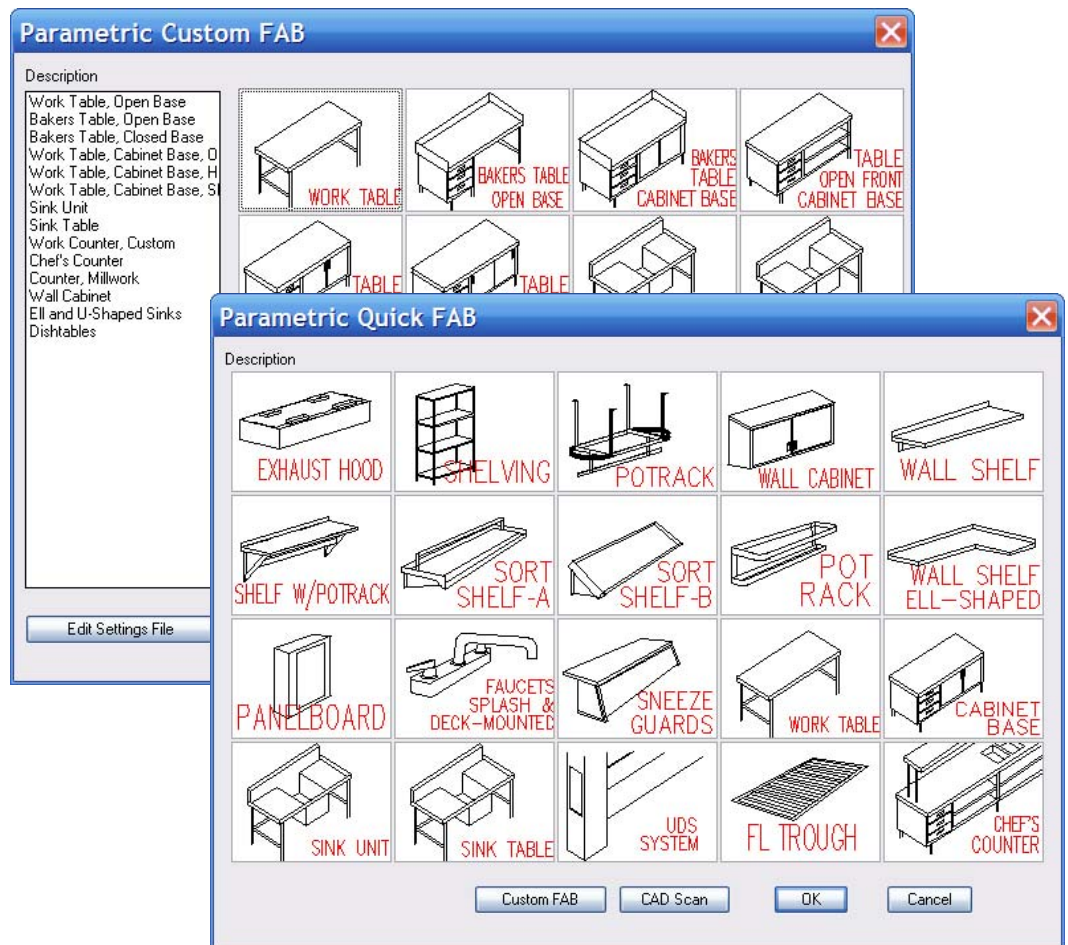 Parametric Custom FAB
Description
Work Table, Open Base
Bakers Table, Open Base
Bakers Table, Closed Base
Work Table, Cabinet Base, O
Work Table, Cabinet Base, H
Work Table, Cabinet Base, Sl
Sink Unit
Sink Table
Work Counter, Custom
Chef's Counter
Counter, Millwork
Wall Cabinet
Ell and U-Shaped Sinks
Dishtables
Edit Settings File
WORK TABLE
BAKERS TABLE
OPEN BASE
BAKERS
TABLE
CABINET BASE
TABLE
OPEN FRONT
CABINET BASE
TABLE
TABLE
Parametric Quick FAB
Description
EXHAUST HOOD
SHELVING
POTRACK
WALL CABINET
WALL SHELF
SHELF W/POTRACK
SORT
SHELF-A
SORT
SHELF-B
POT
RACK
WALL SHELF
ELL-SHAPED
PANELBOARD
FAUCETS
SPLASH &
DECK-MOUNTED
SNEEZE
GUARDS
WORK TABLE
CABINET
BASE
SINK UNIT
SINK TABLE
UDS
SYSTEM
FL TROUGH
CHEF'S
COUNTER
Custom FAB
CAD Scan
OK
Cancel